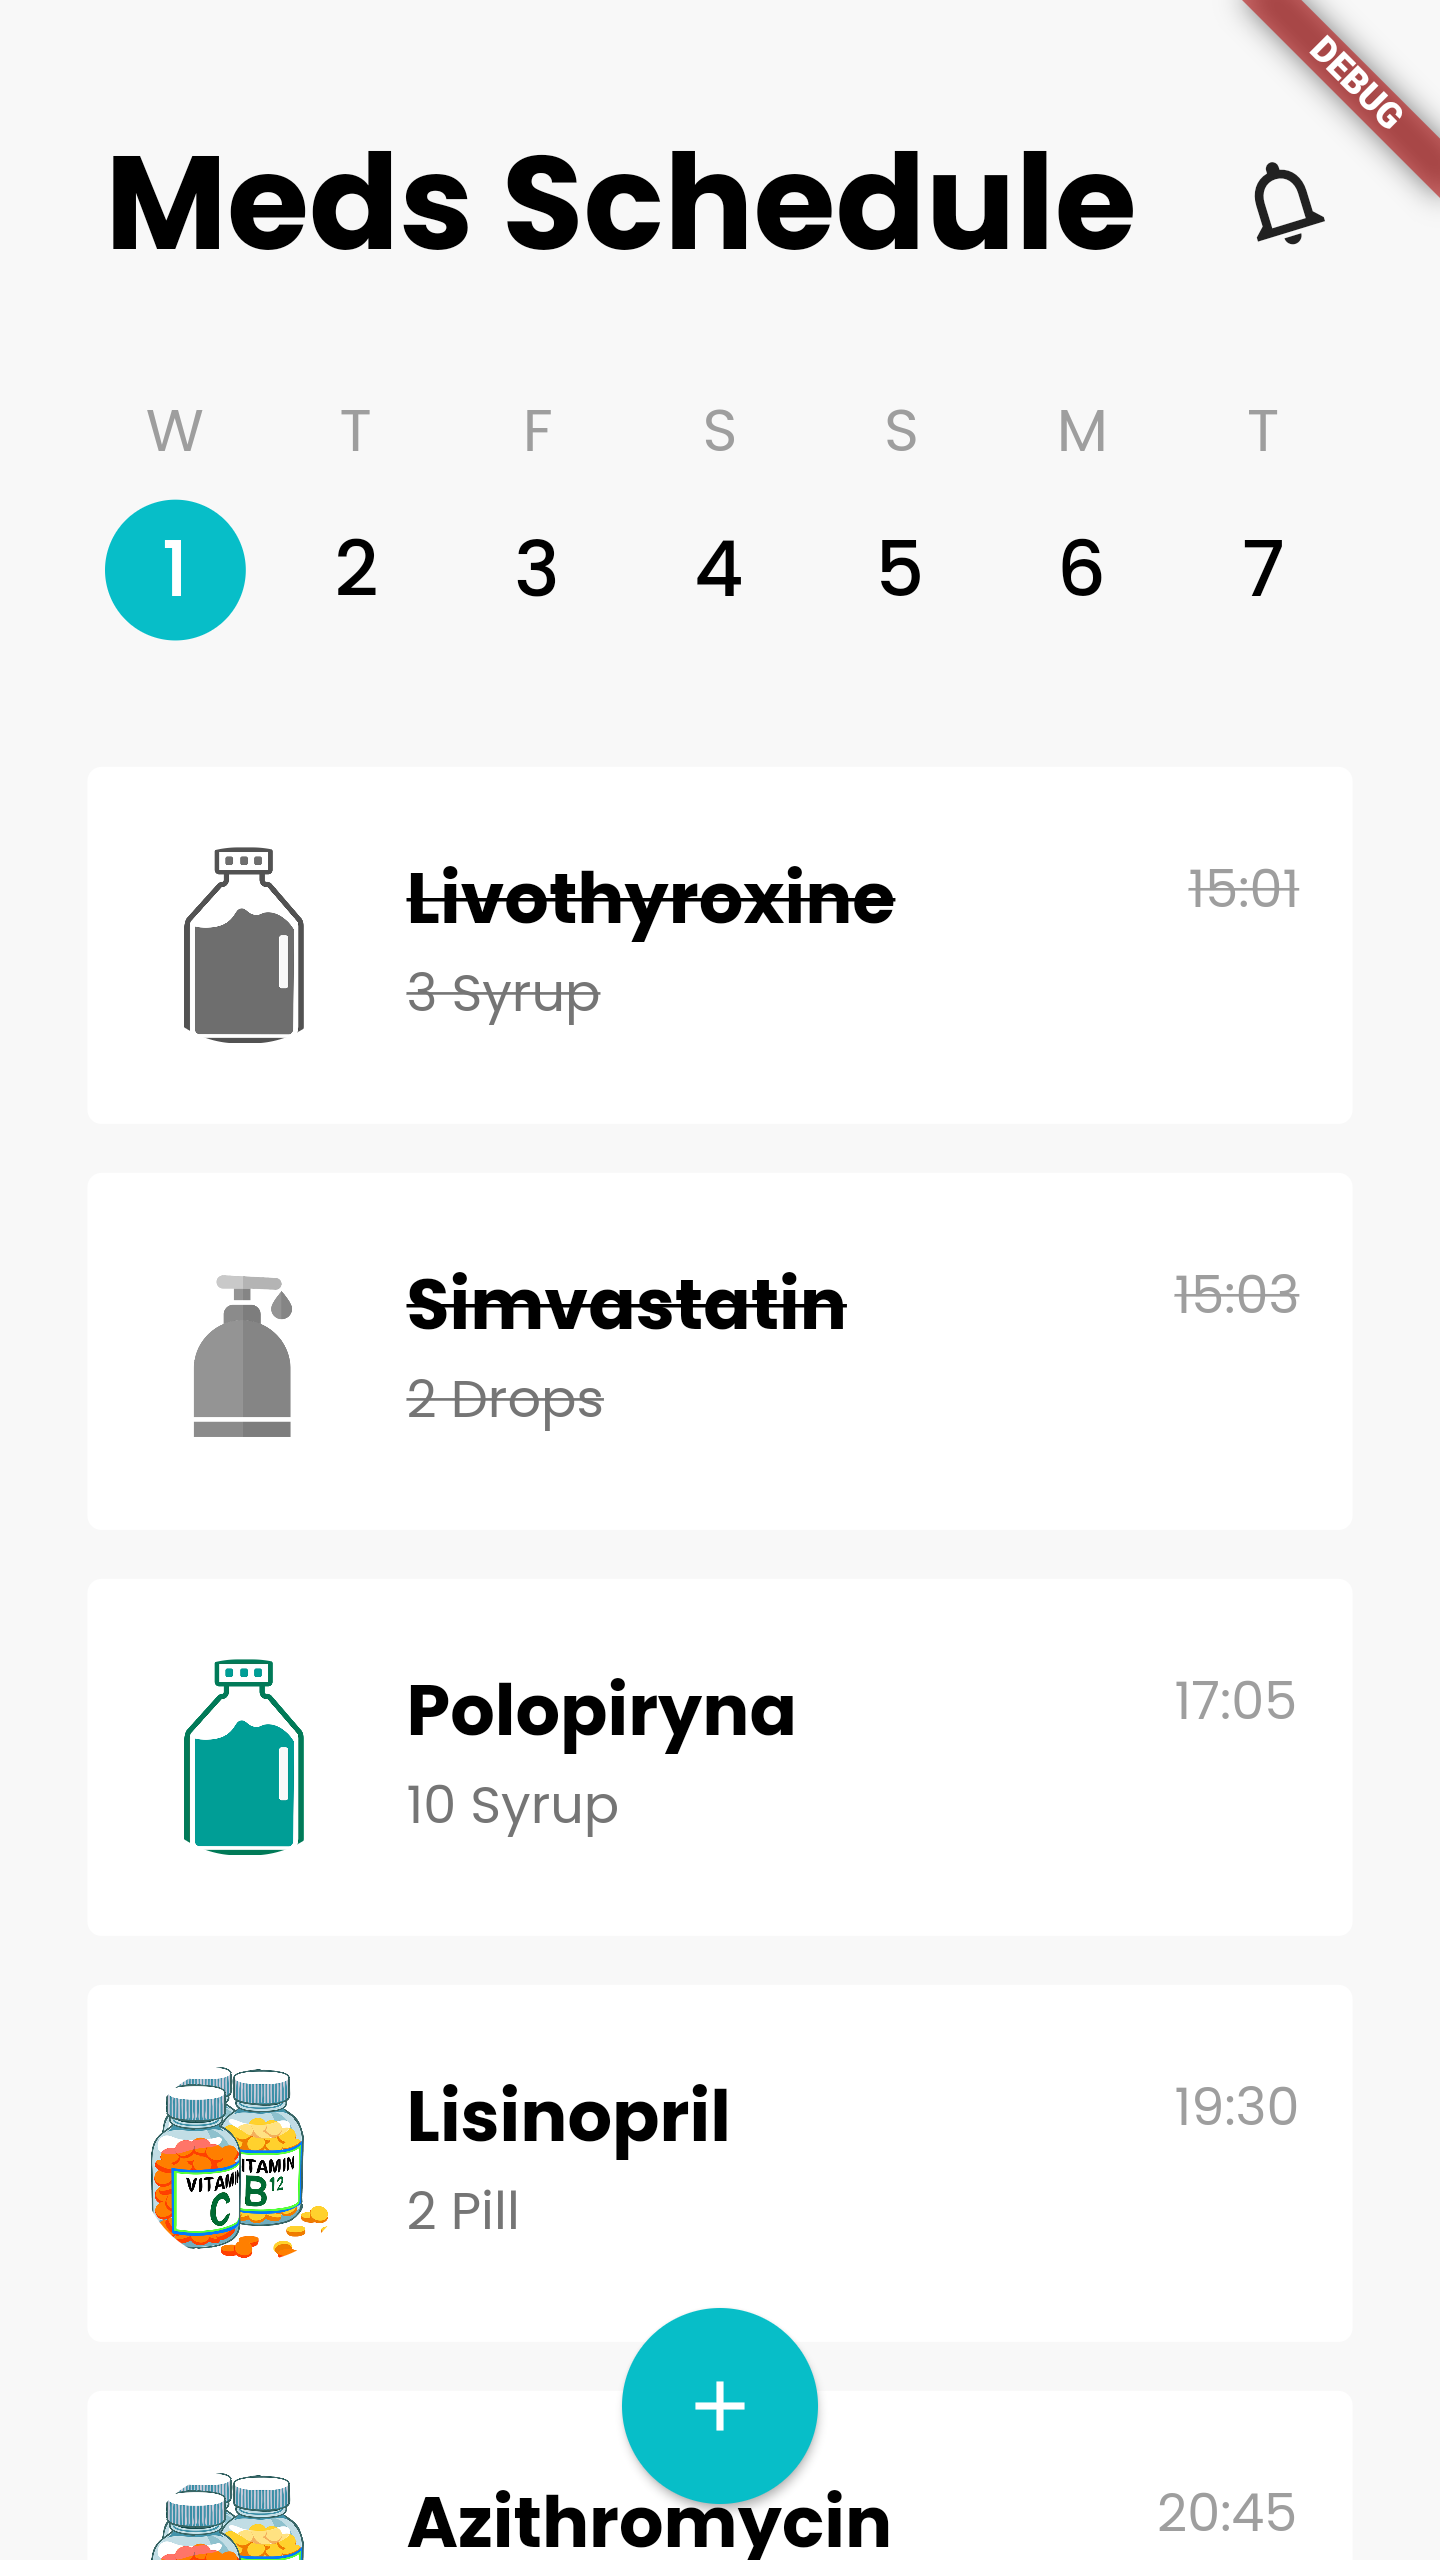 DEBUG
Meds Schedule
W T F S S M T
1 2 3 4 5 6 7
Livothyroxine 15:01
3 Syrup
Simvastatin 15:03
2 Drops
Polopiryna 17:05
10 Syrup
Lisinopril 19:30
2 Pill
VITAMIN C
ITAMIN B12
Azithromycin 20:45